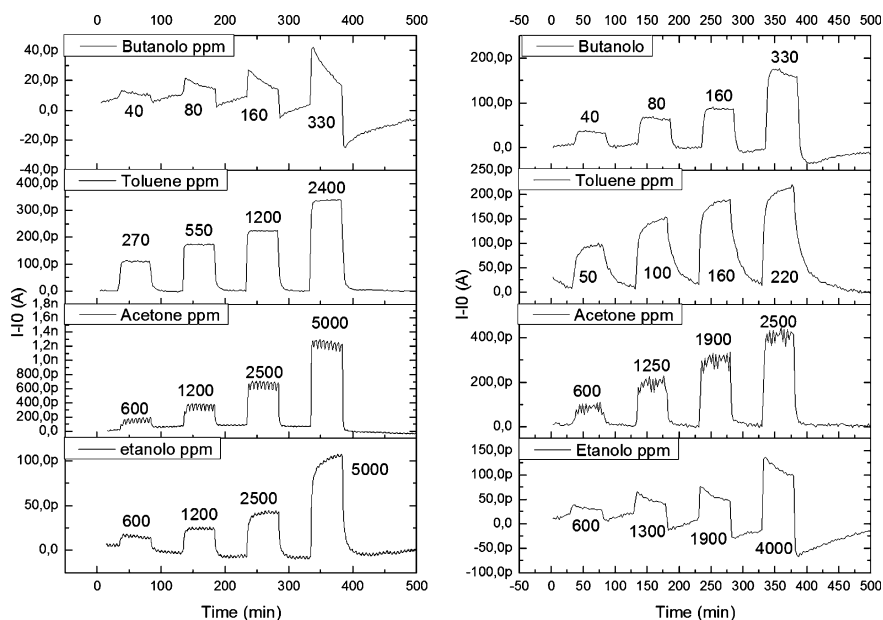 0 100 200 300 400 500
Butanolo ppm
40,0p
20,0p
0,0
-20,0p
-40,0p
40 80 160 330
Toluene ppm
400,0p
300,0p
200,0p
100,0p
0,0
270 550 1200 2400
Acetone ppm
1,8n
1,6n
1,4n
1,2n
1,0n
800,0p
600,0p
400,0p
200,0p
0,0
600 1200 2500 5000
etanolo ppm
100,0p
50,0p
0,0
600 1200 2500 5000
I-I0 (A)
0 100 200 300 400 500
Time (min)
-50 0 50 100 150 200 250 300 350 400 450 500
Butanolo
200,0p
100,0p
0,0
40 80 160 330
Toluene ppm
250,0p
200,0p
150,0p
100,0p
50,0p
0,0
50 100 160 220
Acetone ppm
400,0p
200,0p
0,0
600 1250 1900 2500
Etanolo ppm
150,0p
100,0p
50,0p
0,0
-50,0p
-100,0p
600 1300 1900 4000
I-I0 (A)
-50 0 50 100 150 200 250 300 350 400 450 500
Time (min)